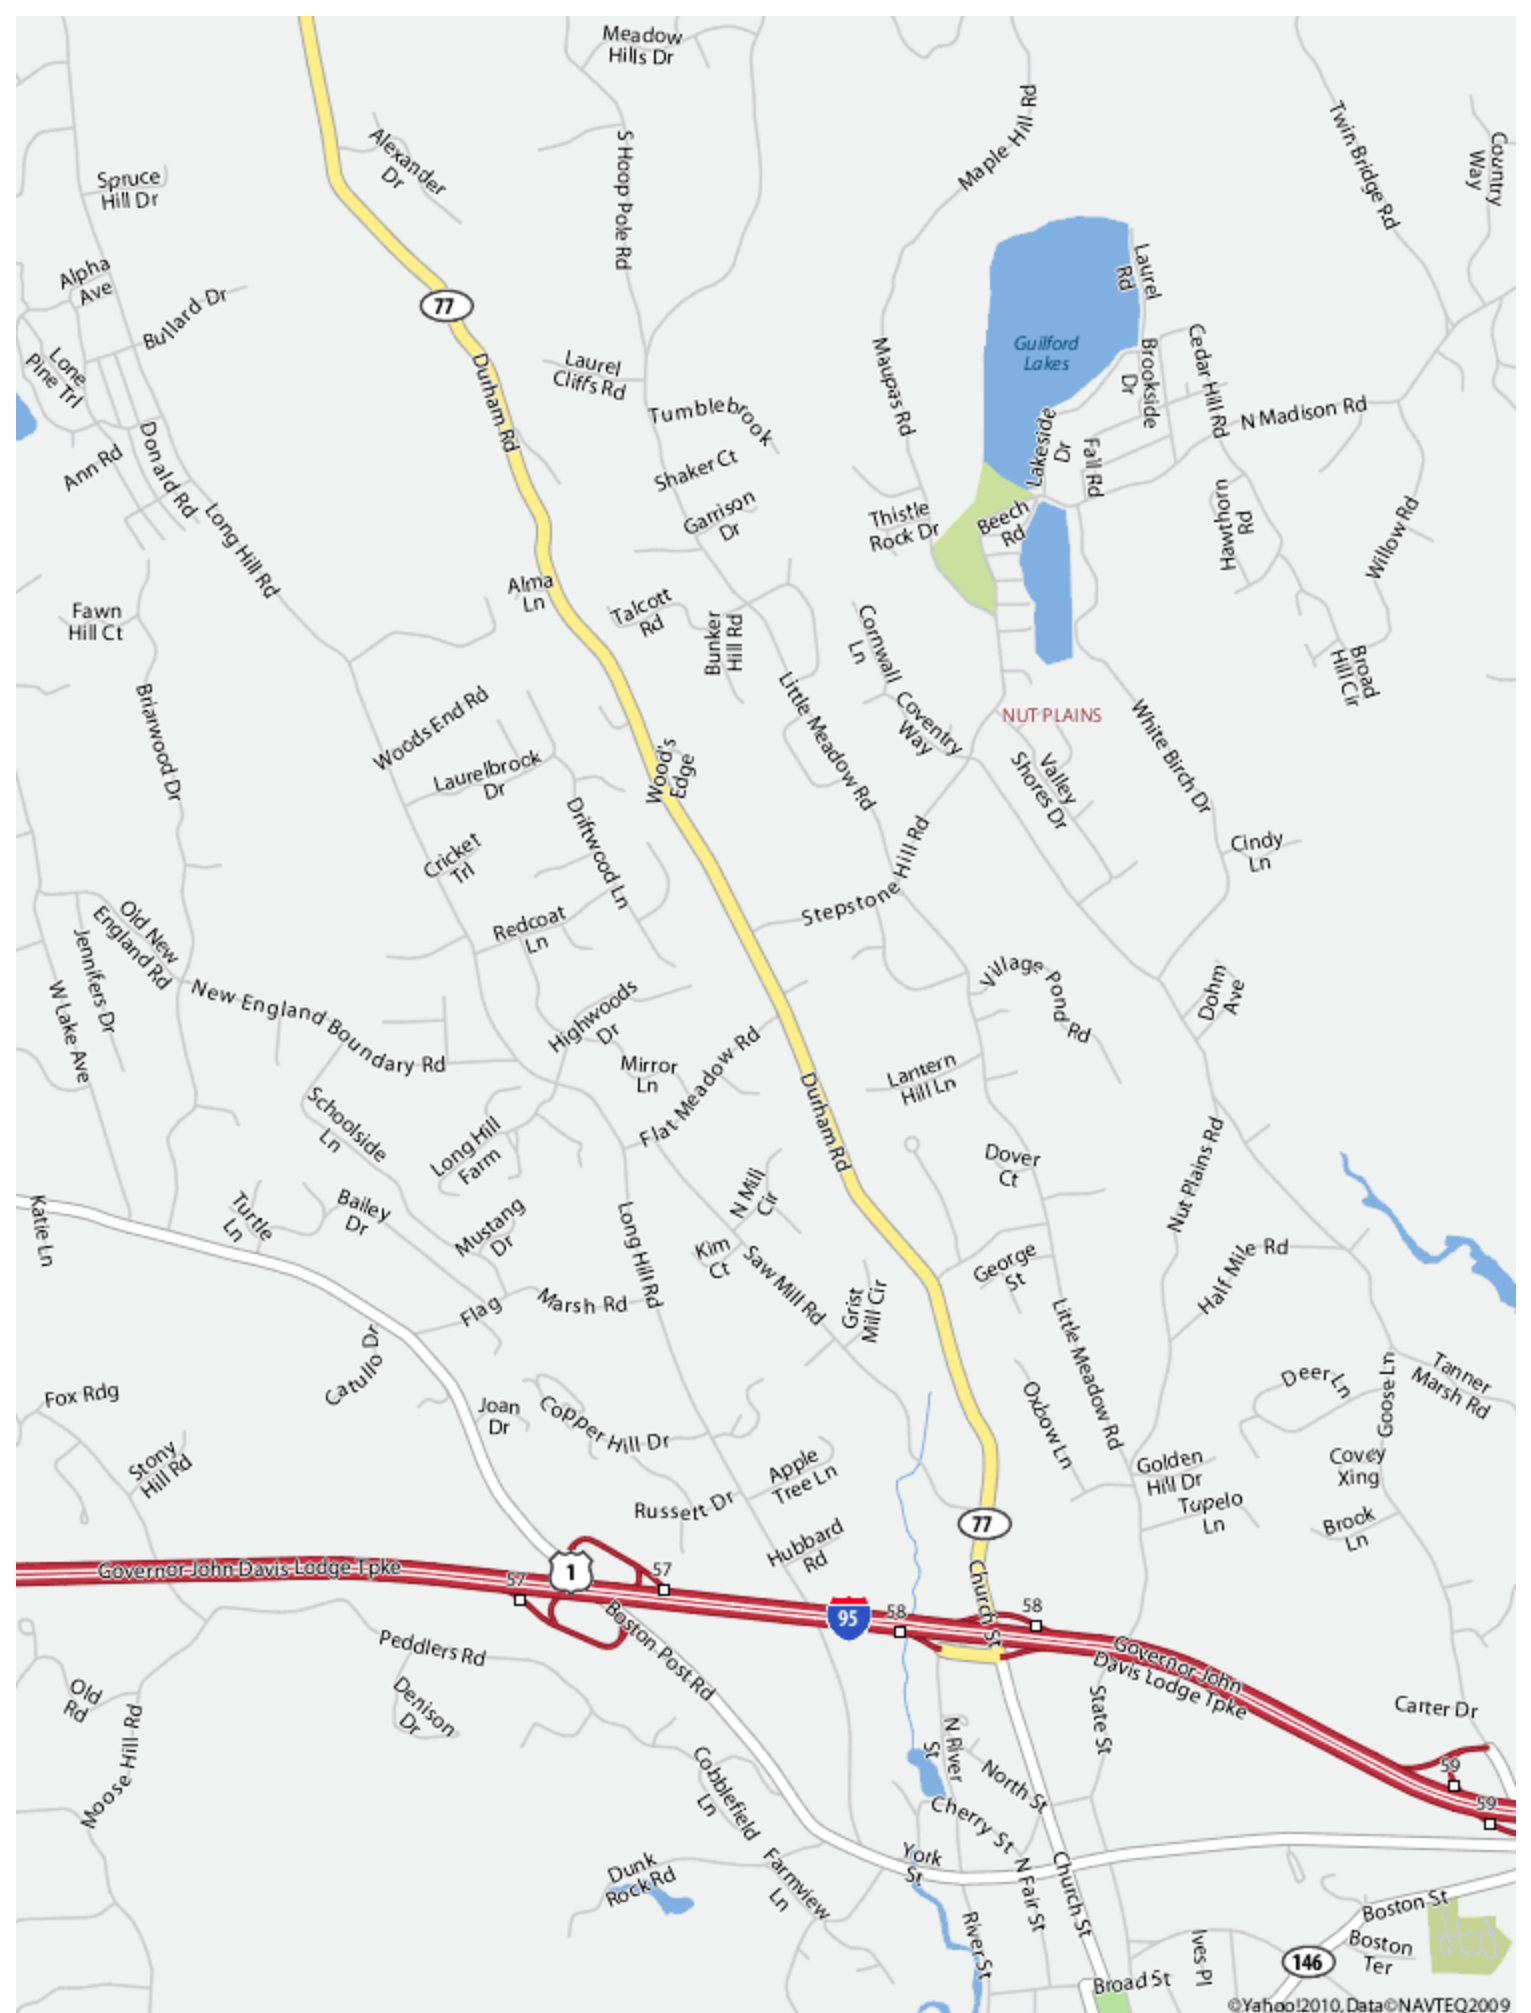 Meadow
Hills Dr
Alexander
Dr
S Hoop Pole Rd
Maple Hill Rd
Twin Bridge Rd
Country
Way
Spruce
Hill Dr
Alpha
Ave
Bullard Dr
77
Laurel
Rd
Lone
Pine Trl
Durham Rd
Laurel
Cliffs Rd
Maupas Rd
Guilford
Lakes
Brookside
Dr
Cedar Hill Rd
N Madison Rd
Tumblebrook
Lakeside
Dr
Fall Rd
Ann Rd
Donald Rd
Shaker Ct
Garrison
Dr
Thistle
Rock Dr
Beech
Rd
Hawthorn
Rd
Willow Rd
Long Hill Rd
Alma
Ln
Fawn
Hill Ct
Talcott
Rd
Bunker
Hill Rd
Cornwall
Ln
Broad
Hill Cir
Briarwood Dr
Woods End Rd
Little Meadow Rd
Coventry
Way
NUT PLAINS
White Birch Dr
Laurelbrock
Dr
Wood's
Edge
Valley
Shores Dr
Driftwood Ln
Cricket
Trl
Stepstone Hill Rd
Cindy
Ln
Old New
England Rd
Jennifers Dr
Redcoat
Ln
W Lake Ave
New England Boundary Rd
Highwoods
Dr
Village Pond Rd
Dohm
Ave
Mirror
Ln
Flat Meadow Rd
Durham Rd
Lantern
Hill Ln
Schoolside
Ln
Long Hill
Farm
Dover
Ct
Nut Plains Rd
Katie Ln
Turtle
Ln
Bailey
Dr
Mustang
Dr
Long Hill Rd
N Mill
Cir
Kim
Ct
Saw Mill Rd
George
St
Half Mile Rd
Flag
Marsh Rd
Grist
Mill Cir
Little Meadow Rd
Catullo Dr
Fox Rdg
Joan
Dr
Copper Hill Dr
Oxbow Ln
Deer Ln
Goose Ln
Tanner
Marsh Rd
Stony
Hill Rd
Apple
Tree Ln
Golden
Hill Dr
Covey
Xing
Russett Dr
Tupelo
Ln
Brook
Ln
77
Hubbard
Rd
Governor John Davis Lodge Tpke
57
1
57
95
58
Church St
58
Boston Post Rd
Governor John
Davis Lodge Tpke
Peddlers Rd
Old
Rd
Denison
Dr
Moose Hill Rd
State St
Carter Dr
N River
St
North St
59
59
Cobblefield
Ln
Cherry St
York
St
Dunk
Rock Rd
Farmview
Ln
N Fair St
Church St
River St
Boston St
Boston
Ter
Ives Pl
146
Broad St
©Yahoo!2010, Data©NAVTEQ2009